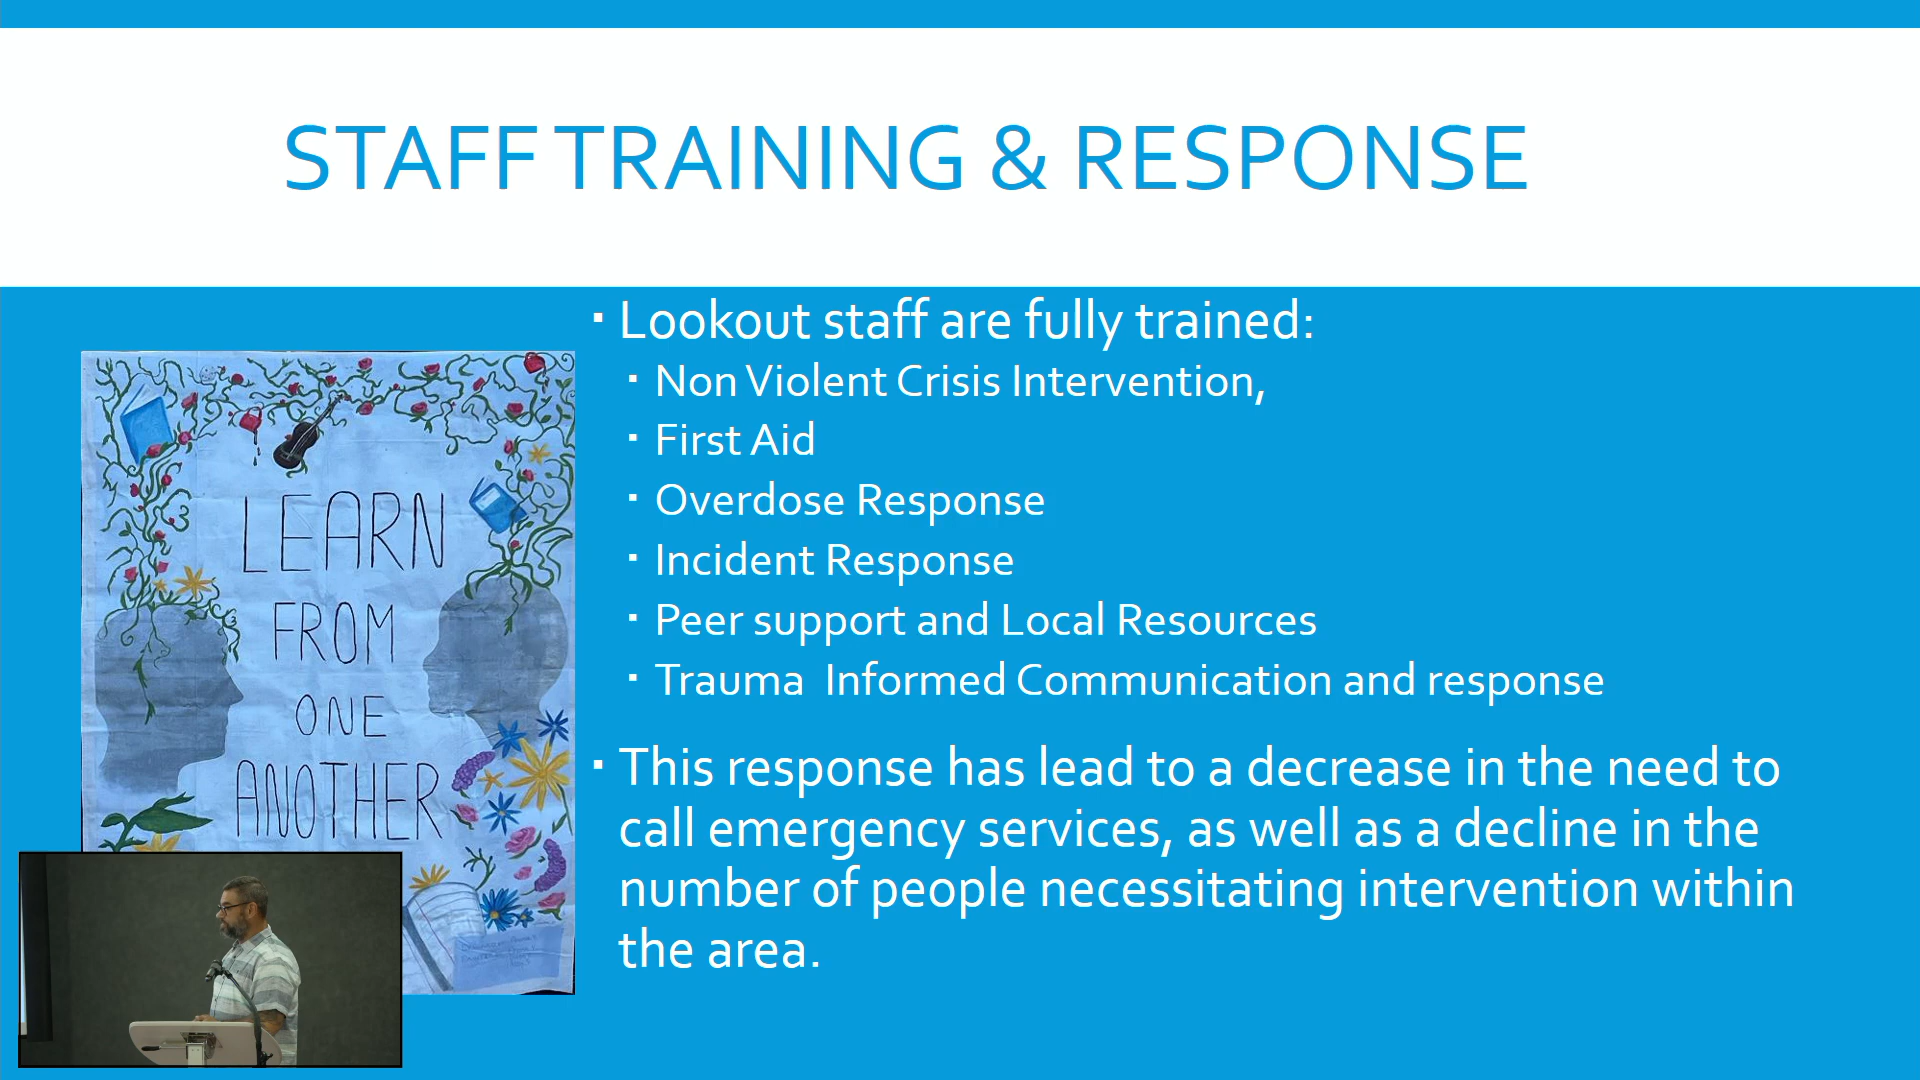 STAFF TRAINING & RESPONSE
Lookout staff are fully trained:
Non Violent Crisis Intervention,
First Aid
Overdose Response
Incident Response
Peer support and Local Resources
Trauma Informed Communication and response
This response has lead to a decrease in the need to
call emergency services, as well as a decline in the
number of people necessitating intervention within
the area.
LEARN
FROM
ONE
ANOTHER